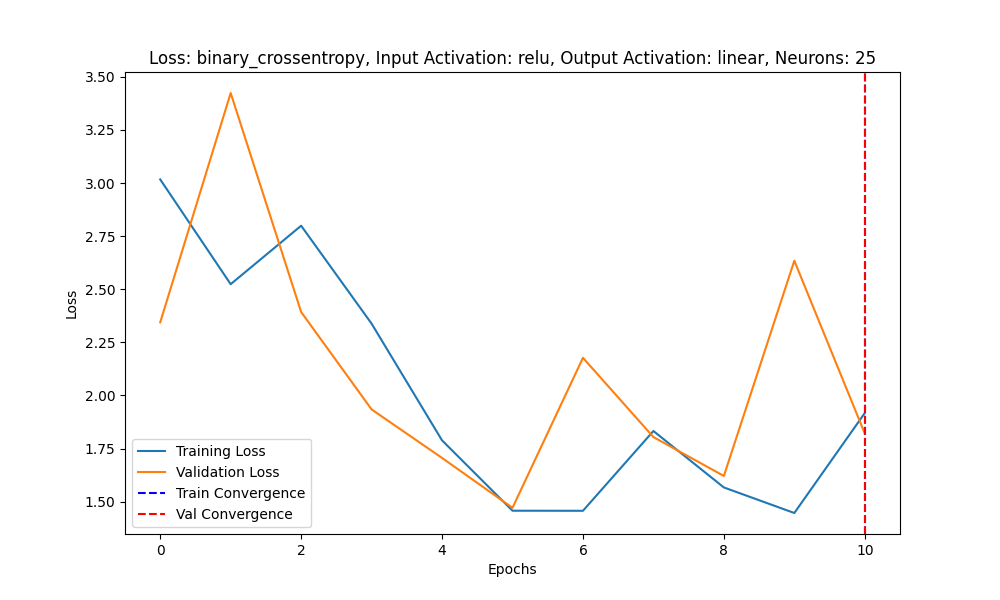 Loss: binary_crossentropy, Input Activation: relu, Output Activation: linear, Neurons: 25
3.50
3.25
3.00
2.75
2.50
2.25
2.00
1.75
1.50
Loss
Training Loss
Validation Loss
Train Convergence
Val Convergence
0 2 4 6 8 10
Epochs